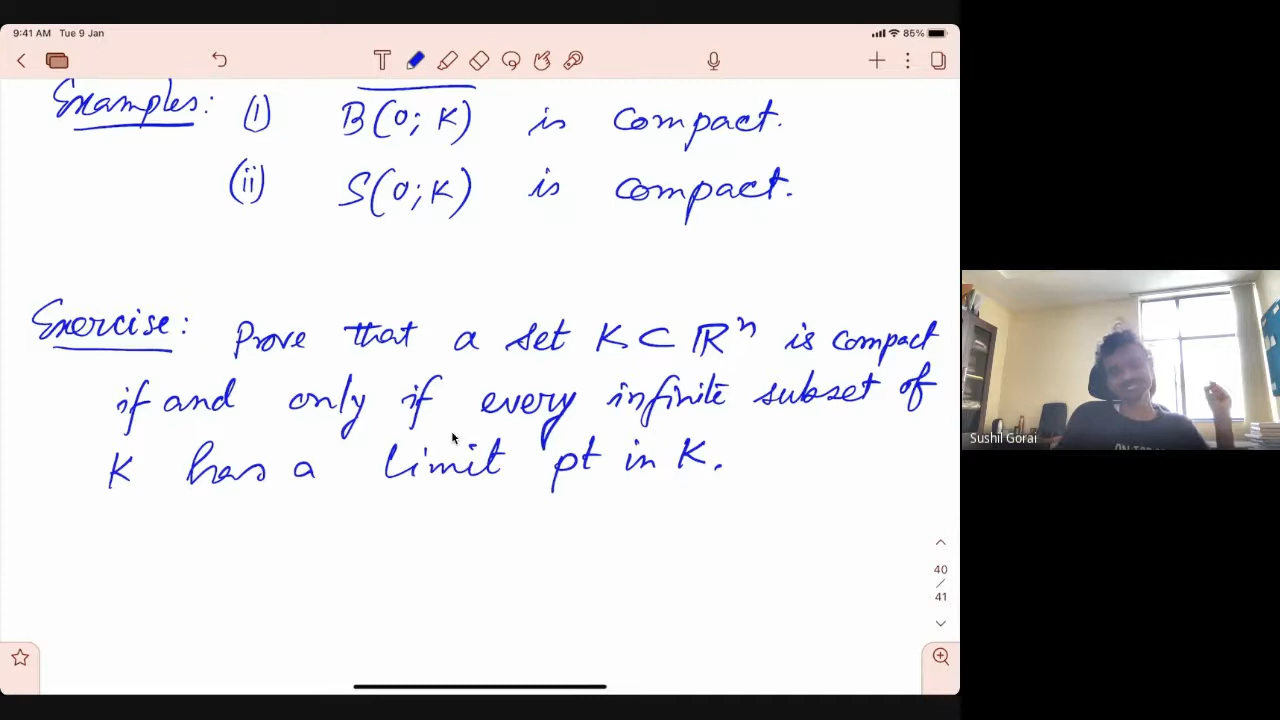 9:41 AM Tue 9 Jan
85%
Examples: (i) B(0; K) is compact.
(ii) S(0; K) is compact.
Exercise: Prove that a set K ⊂ ℝⁿ is compact
if and only if every infinite subset of
K has a limit pt in K.
Sushil Gorai
40
/
41